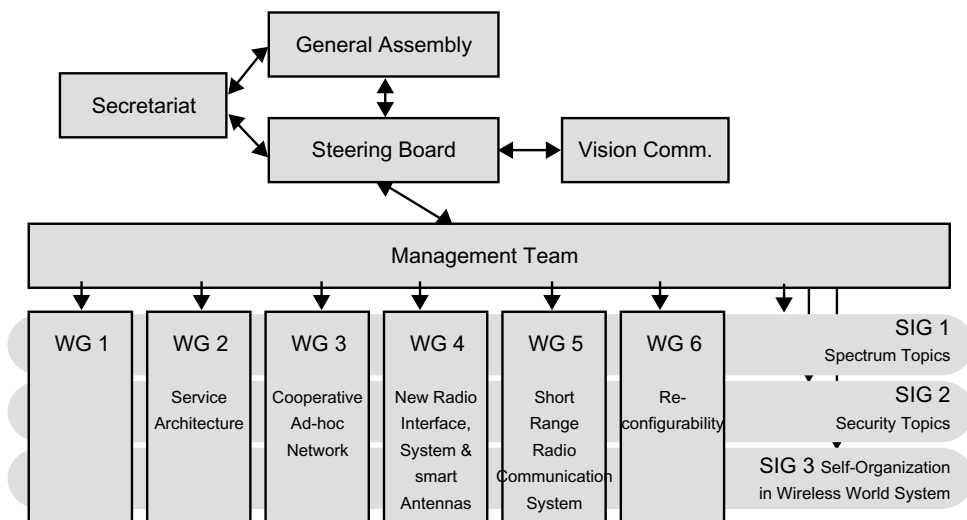 General Assembly
Secretariat
Steering Board
Vision Comm.
Management Team
WG 1
WG 2
Service
Architecture
WG 3
Cooperative
Ad-hoc
Network
WG 4
New Radio
Interface,
System &
smart
Antennas
WG 5
Short
Range
Radio
Communication
System
WG 6
Re-
configurability
SIG 1
Spectrum Topics
SIG 2
Security Topics
SIG 3 Self-Organization
in Wireless World System